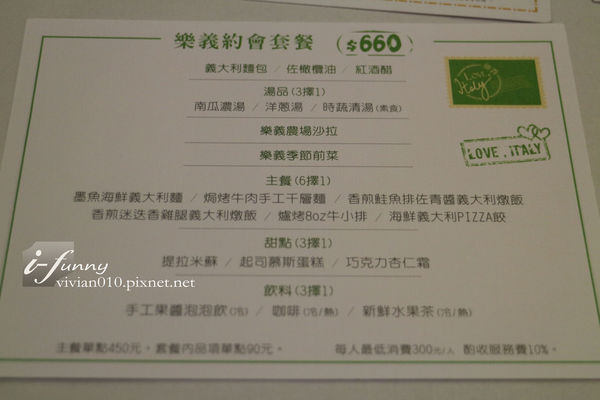 樂義約會套餐 $660
義大利麵包 / 佐橄欖油 / 紅酒醋
湯品(3擇1)
南瓜濃湯 / 洋蔥湯 / 時蔬清湯(素食)
樂義農場沙拉
樂義季節前菜
主餐(6擇1)
墨魚海鮮義大利麵 / 焗烤牛肉手工千層麵 / 香煎鮭魚排佐青醬義大利燉飯
香煎迷迭香雞腿義大利燉飯 / 爐烤8oz牛小排 / 海鮮義大利PIZZA餃
甜點(3擇1)
提拉米蘇 / 起司慕斯蛋糕 / 巧克力杏仁霜
飲料(3擇1)
手工果醬泡泡飲(冷) / 咖啡(冷/熱) / 新鮮水果茶(冷/熱)
主餐單點450元，套餐內品項單點90元。 每人最低消費300元/人 酌收服務費10%。
Love Italy
LOVE, ITALY
i-funny
vivian010.pixnet.net